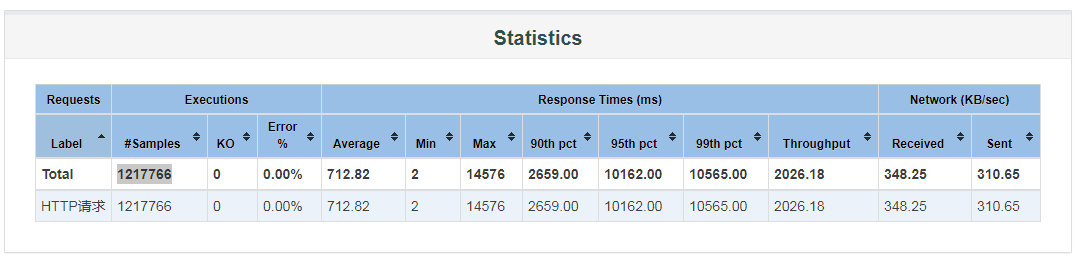 Statistics
Requests Executions Response Times (ms) Network (KB/sec)
Label #Samples KO Error % Average Min Max 90th pct 95th pct 99th pct Throughput Received Sent
Total 1217766 0 0.00% 712.82 2 14576 2659.00 10162.00 10565.00 2026.18 348.25 310.65
HTTP请求 1217766 0 0.00% 712.82 2 14576 2659.00 10162.00 10565.00 2026.18 348.25 310.65